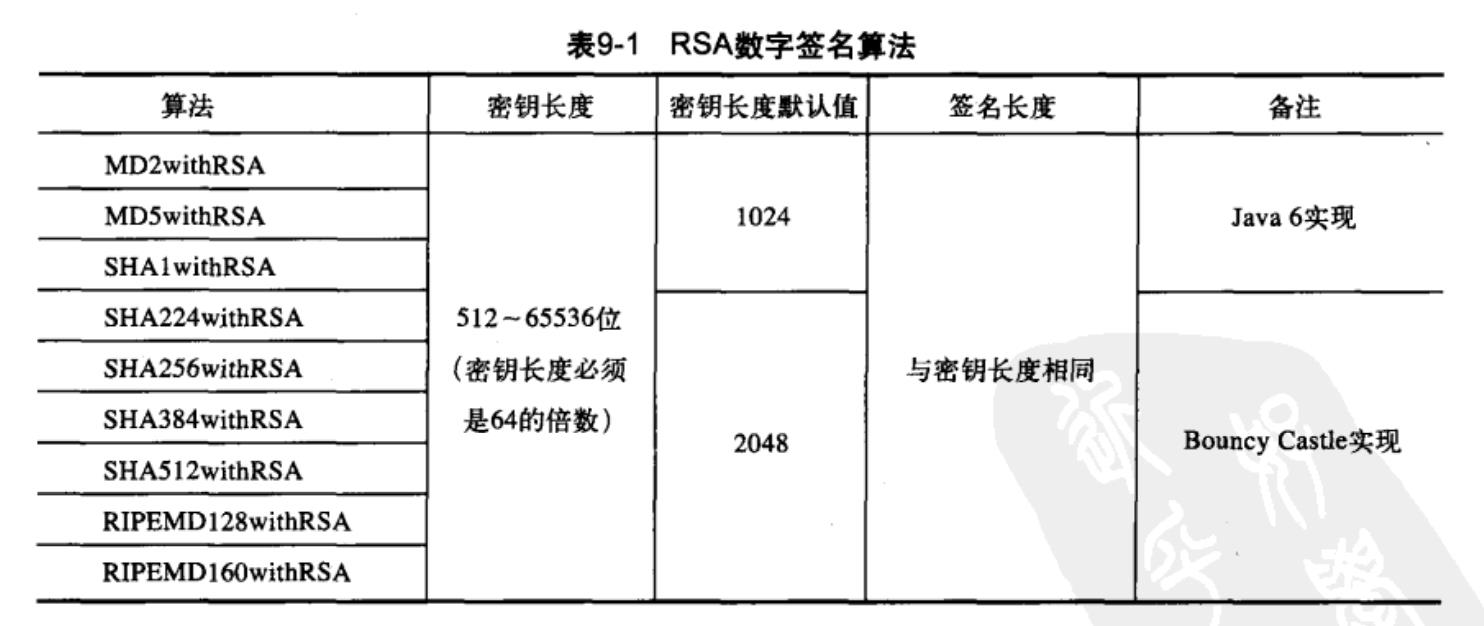 表9-1 RSA数字签名算法
算法 密钥长度 密钥长度默认值 签名长度 备注
MD2withRSA
MD5withRSA 1024 Java 6实现
SHA1withRSA
SHA224withRSA 512~65536位
SHA256withRSA (密钥长度必须 与密钥长度相同
SHA384withRSA 是64的倍数)
2048 Bouncy Castle实现
SHA512withRSA
RIPEMD128withRSA
RIPEMD160withRSA